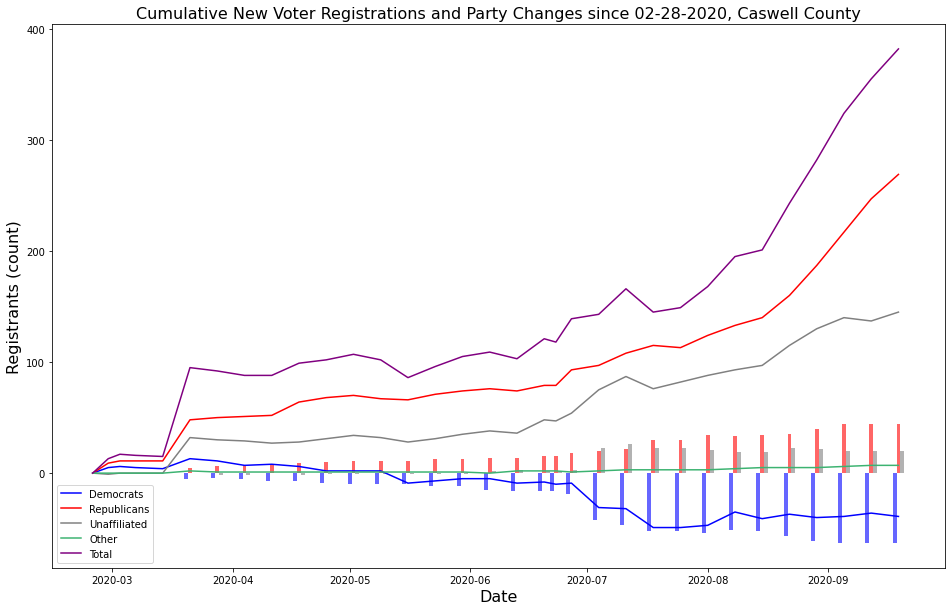 Cumulative New Voter Registrations and Party Changes since 02-28-2020, Caswell County
Registrants (count)
400
300
200
100
0
Democrats
Republicans
Unaffiliated
Other
Total
2020-03
2020-04
2020-05
2020-06
2020-07
2020-08
2020-09
Date